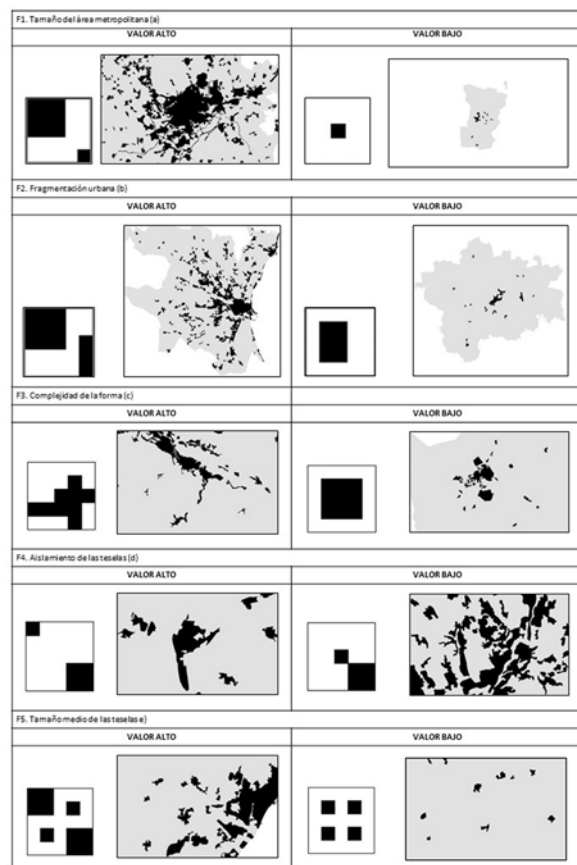 F1. Tamaño del área metropolitana (a)
VALOR ALTO VALOR BAJO
F2. Fragmentación urbana (b)
VALOR ALTO VALOR BAJO
F3. Complejidad de la forma (c)
VALOR ALTO VALOR BAJO
F4. Aislamiento de las teselas (d)
VALOR ALTO VALOR BAJO
F5. Tamaño medio de las teselas e)
VALOR ALTO VALOR BAJO